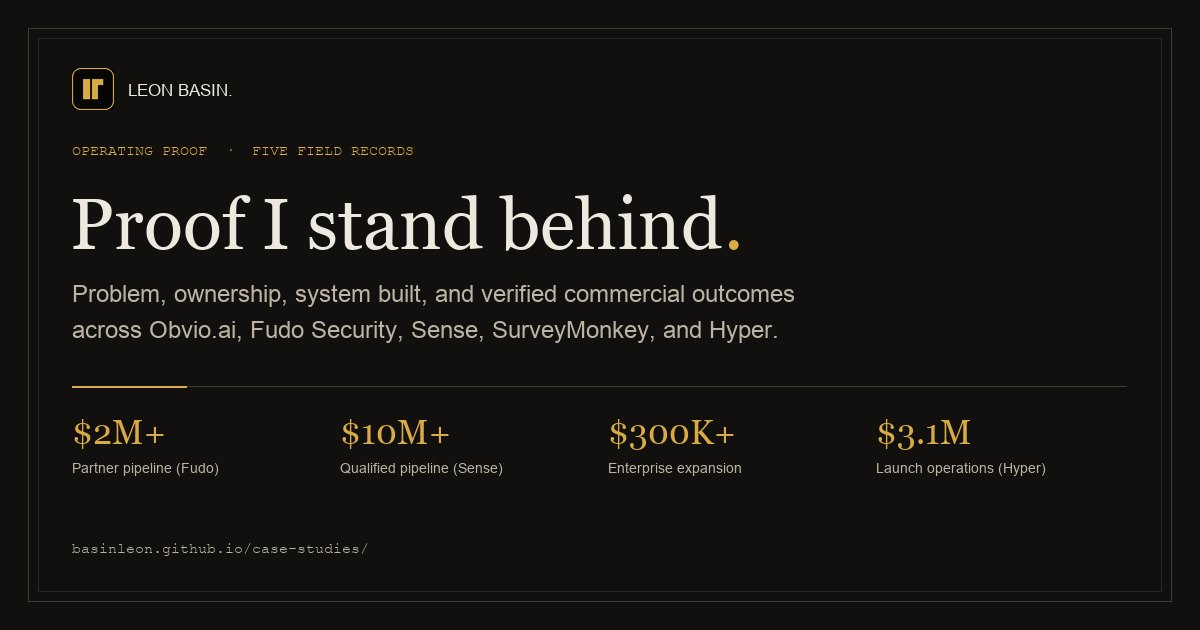 LEON BASIN.
OPERATING PROOF · FIVE FIELD RECORDS
Proof I stand behind.
Problem, ownership, system built, and verified commercial outcomes
across Obvio.ai, Fudo Security, Sense, SurveyMonkey, and Hyper.
$2M+
Partner pipeline (Fudo)
$10M+
Qualified pipeline (Sense)
$300K+
Enterprise expansion
$3.1M
Launch operations (Hyper)
basinleon.github.io/case-studies/